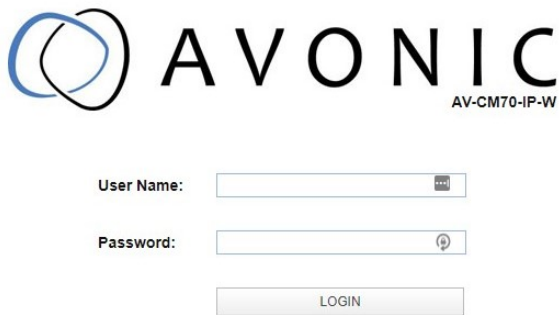 AVONIC
AV-CM70-IP-W
User Name:
Password:
LOGIN